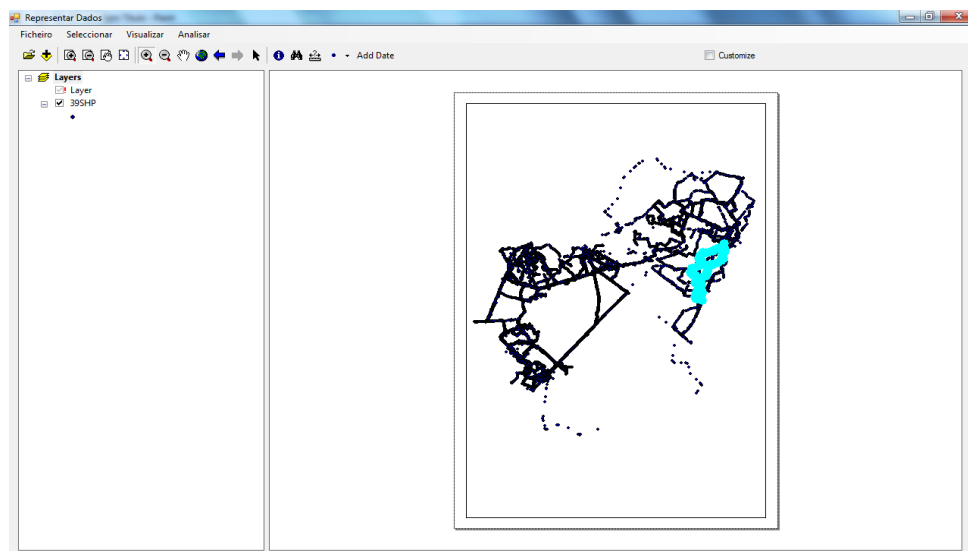 Representar Dados
Ficheiro Seleccionar Visualizar Analisar
Add Date
Customize
Layers
Layer
39SHP